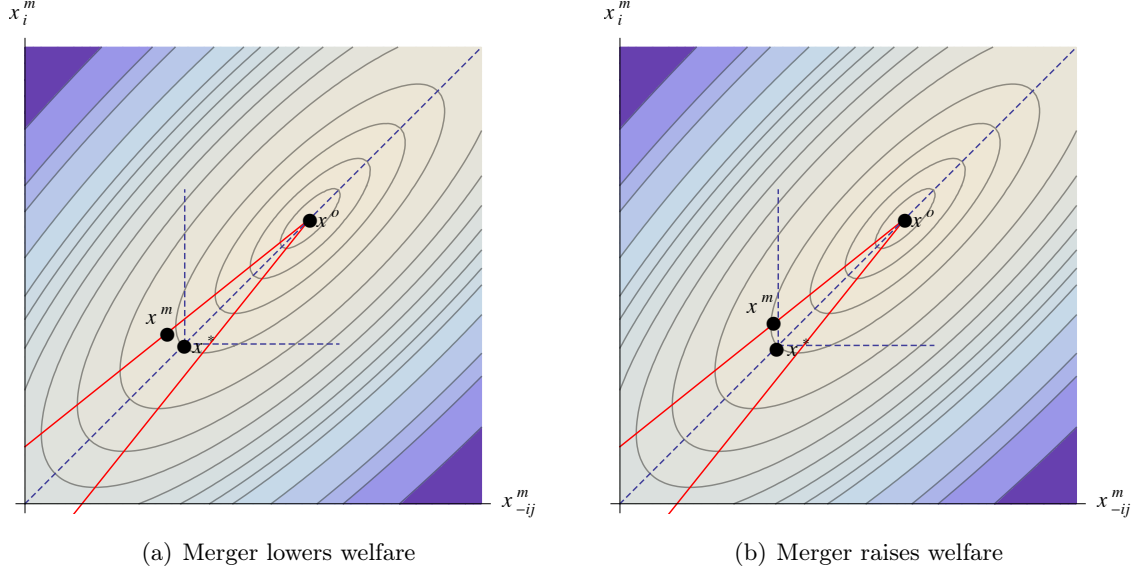 x_i^m x_i^m
x^o x^o
x^m x^m
x^* x^*
x_{-ij}^m x_{-ij}^m
(a) Merger lowers welfare (b) Merger raises welfare